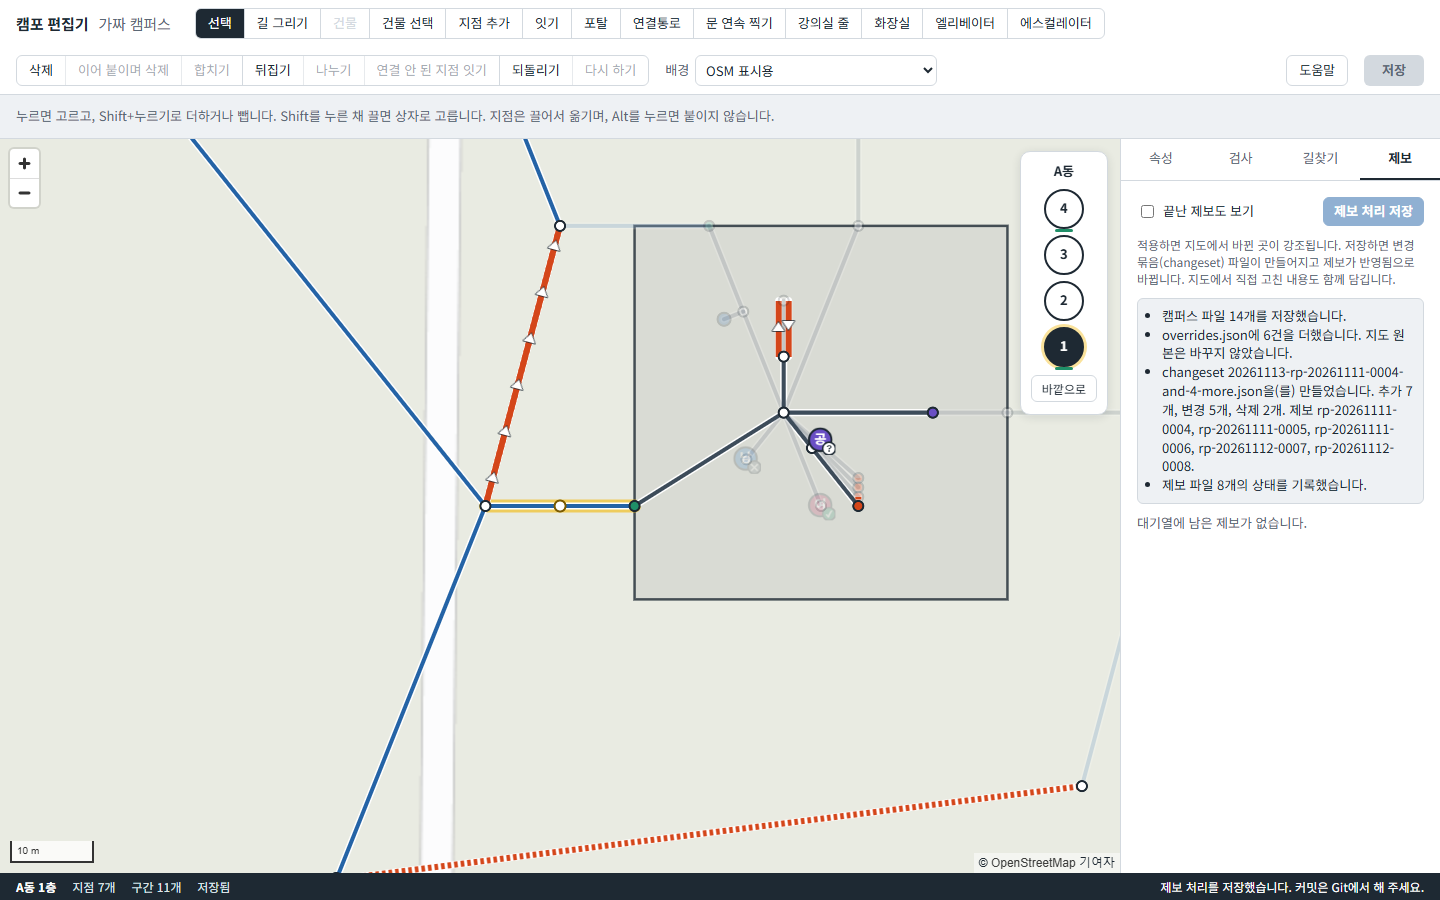 캠포 편집기 가짜 캠퍼스 선택 길 그리기 건물 건물 선택 지점 추가 잇기 포탈 연결통로 문 연속 찍기 강의실 줄 화장실 엘리베이터 에스컬레이터
삭제 이어 붙이며 삭제 합치기 뒤집기 나누기 연결 안 된 지점 잇기 되돌리기 다시 하기 배경 OSM 표시용 도움말 저장
누르면 고르고, Shift+누르기로 더하거나 뺍니다. Shift를 누른 채 끌면 상자로 고릅니다. 지점은 끌어서 옮기며, Alt를 누르면 붙이지 않습니다.
+
−
A동
4
3
2
1
바깥으로
공
?
10 m
© OpenStreetMap 기여자
속성 검사 길찾기 제보
끝난 제보도 보기 제보 처리 저장
적용하면 지도에서 바뀐 곳이 강조됩니다. 저장하면 변경
묶음(changeset) 파일이 만들어지고 제보가 반영됨으로
바뀝니다. 지도에서 직접 고친 내용도 함께 담깁니다.
캠퍼스 파일 14개를 저장했습니다.
overrides.json에 6건을 더했습니다. 지도 원
본은 바꾸지 않았습니다.
changeset 20261113-rp-20261111-0004-
and-4-more.json을(를) 만들었습니다. 추가 7
개, 변경 5개, 삭제 2개. 제보 rp-20261111-
0004, rp-20261111-0005, rp-20261111-
0006, rp-20261112-0007, rp-20261112-
0008.
제보 파일 8개의 상태를 기록했습니다.
대기열에 남은 제보가 없습니다.
A동 1층 지점 7개 구간 11개 저장됨 제보 처리를 저장했습니다. 커밋은 Git에서 해 주세요.